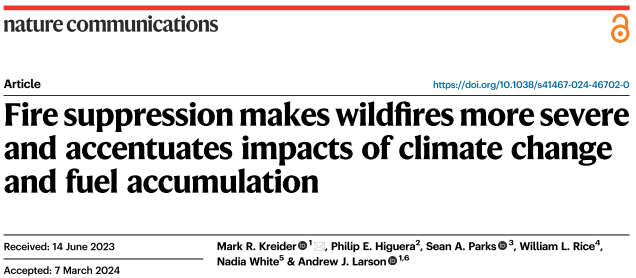 nature communications
Article
https://doi.org/10.1038/s41467-024-46702-0
Fire suppression makes wildfires more severe
and accentuates impacts of climate change
and fuel accumulation
Received: 14 June 2023
Accepted: 7 March 2024
Mark R. Kreider 1 , Philip E. Higuera2, Sean A. Parks 3, William L. Rice4,
Nadia White5 & Andrew J. Larson 1,6